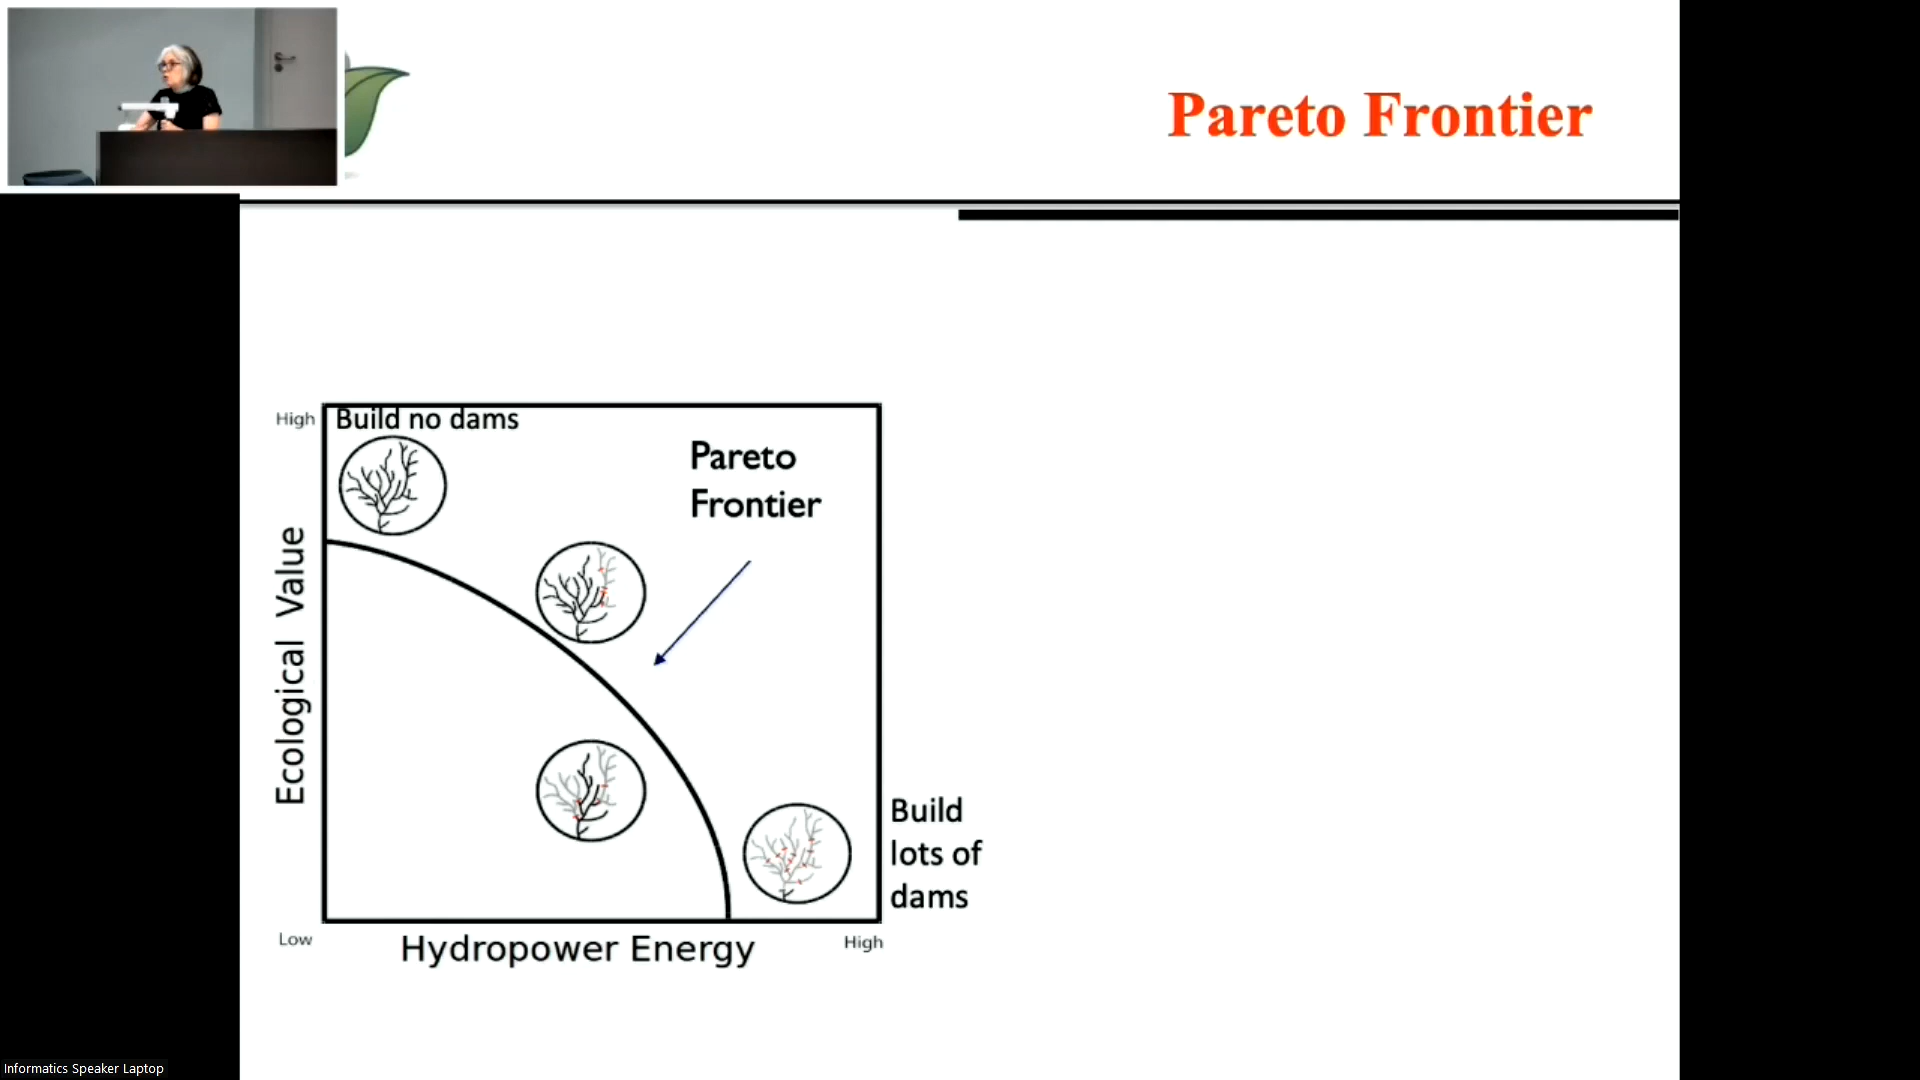 Pareto Frontier
High
Build no dams
Pareto
Frontier
Ecological Value
Build
lots of
dams
Low
Hydropower Energy
High
Informatics Speaker Laptop